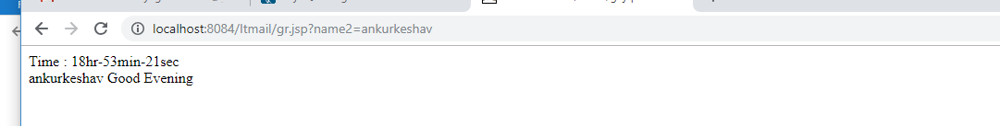 localhost:8084/ltmail/gr.jsp?name2=ankurkeshav
Time : 18hr-53min-21sec
ankurkeshav Good Evening